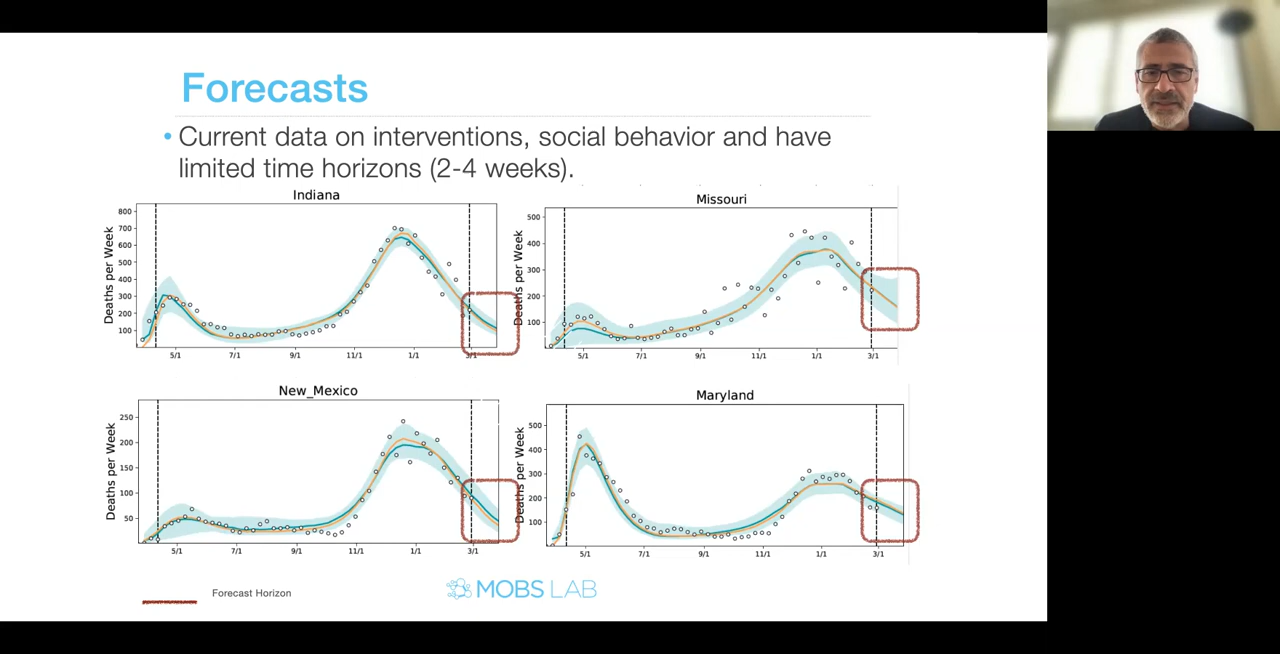 Forecasts
• Current data on interventions, social behavior and have
limited time horizons (2-4 weeks).
Indiana
Deaths per Week
800
700
600
500
400
300
200
100
5/1 7/1 9/1 11/1 1/1 3/1
Missouri
Deaths per Week
500
400
300
200
100
5/1 7/1 9/1 11/1 1/1 3/1
New_Mexico
Deaths per Week
250
200
150
100
50
5/1 7/1 9/1 11/1 1/1 3/1
Maryland
Deaths per Week
500
400
300
200
100
5/1 7/1 9/1 11/1 1/1 3/1
Forecast Horizon
MOBS LAB